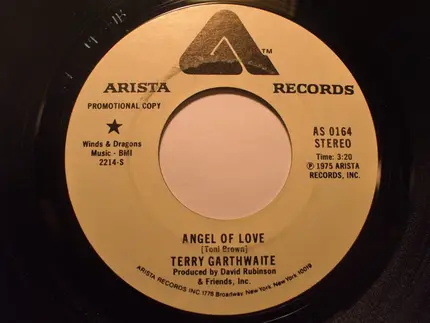 TM
ARISTA RECORDS
PROMOTIONAL COPY
★
Winds & Dragons
Music - BMI
2214-S
AS 0164
STEREO
Time: 3:20
℗ 1975 ARISTA
RECORDS, INC.
ANGEL OF LOVE
[Toni Brown]
TERRY GARTHWAITE
Produced by David Rubinson
& Friends, Inc.
ARISTA RECORDS INC 1776 Broadway New York, New York 10019